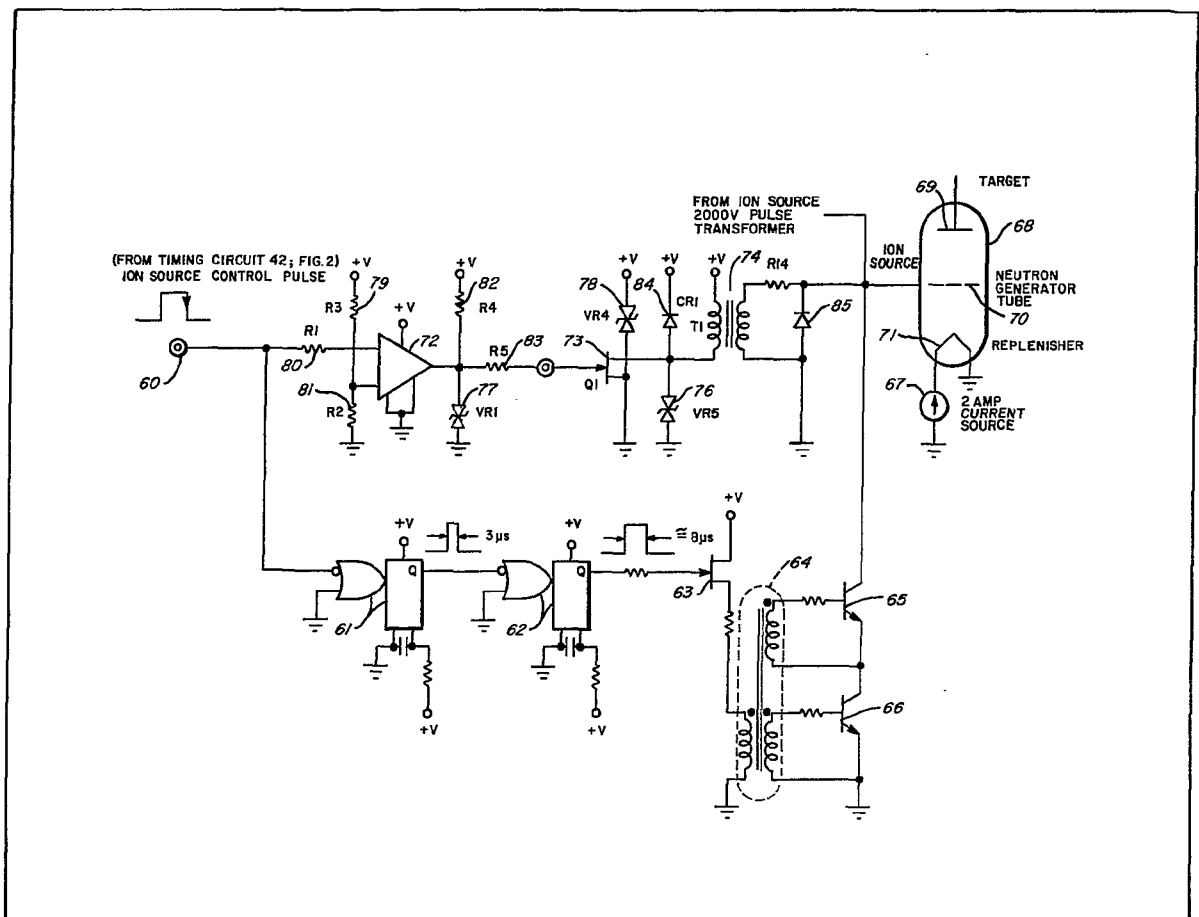 TARGET
69
68
FROM ION SOURCE
2000V PULSE
TRANSFORMER
(FROM TIMING CIRCUIT 42; FIG. 2)
ION SOURCE CONTROL PULSE
+V
79
R3
+V
82
R4
+V
78
VR4
+V
84
CR1
+V
74
T1
R14
ION
SOURCE
NEUTRON
GENERATOR
TUBE
70
85
60
R1
80
+V
72
R5
83
73
Q1
71
REPLENISHER
81
R2
77
VR1
76
VR5
67
2 AMP
CURRENT
SOURCE
+V
3 µs
+V
≅ 8µs
+V
64
Q
Q
63
65
61
62
66
+V
+V